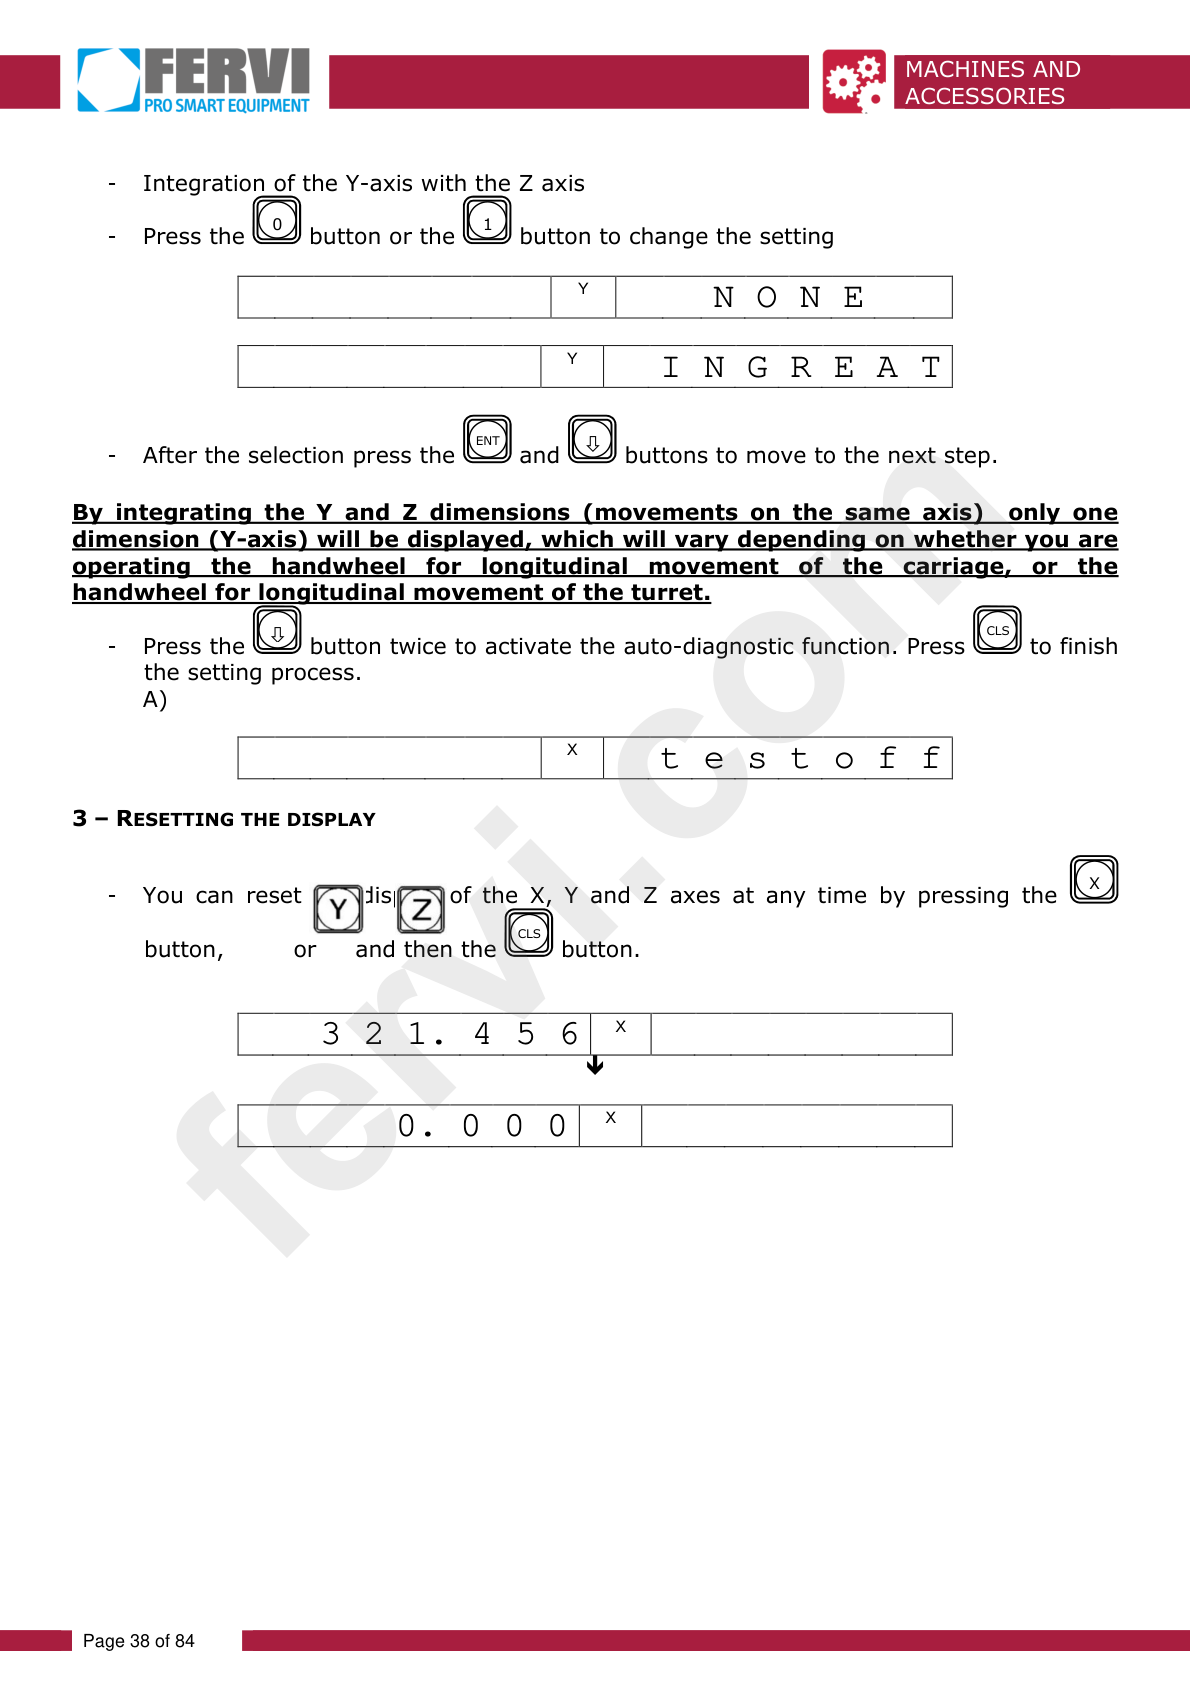 FERVI
PRO SMART EQUIPMENT
MACHINES AND
ACCESSORIES
- Integration of the Y-axis with the Z axis
- Press the 0 button or the 1 button to change the setting
Y N O N E
Y I N G R E A T
- After the selection press the ENT and ⇩ buttons to move to the next step.
By integrating the Y and Z dimensions (movements on the same axis) only one
dimension (Y-axis) will be displayed, which will vary depending on whether you are
operating the handwheel for longitudinal movement of the carriage, or the
handwheel for longitudinal movement of the turret.
- Press the ⇩ button twice to activate the auto-diagnostic function. Press CLS to finish
the setting process.
A)
X t e s t o f f
3 – RESETTING THE DISPLAY
- You can reset Y Z of the X, Y and Z axes at any time by pressing the X
button, or and then the CLS button.
3 2 1. 4 5 6 X
🡫
0. 0 0 0 X
fervi.com
Page 38 of 84